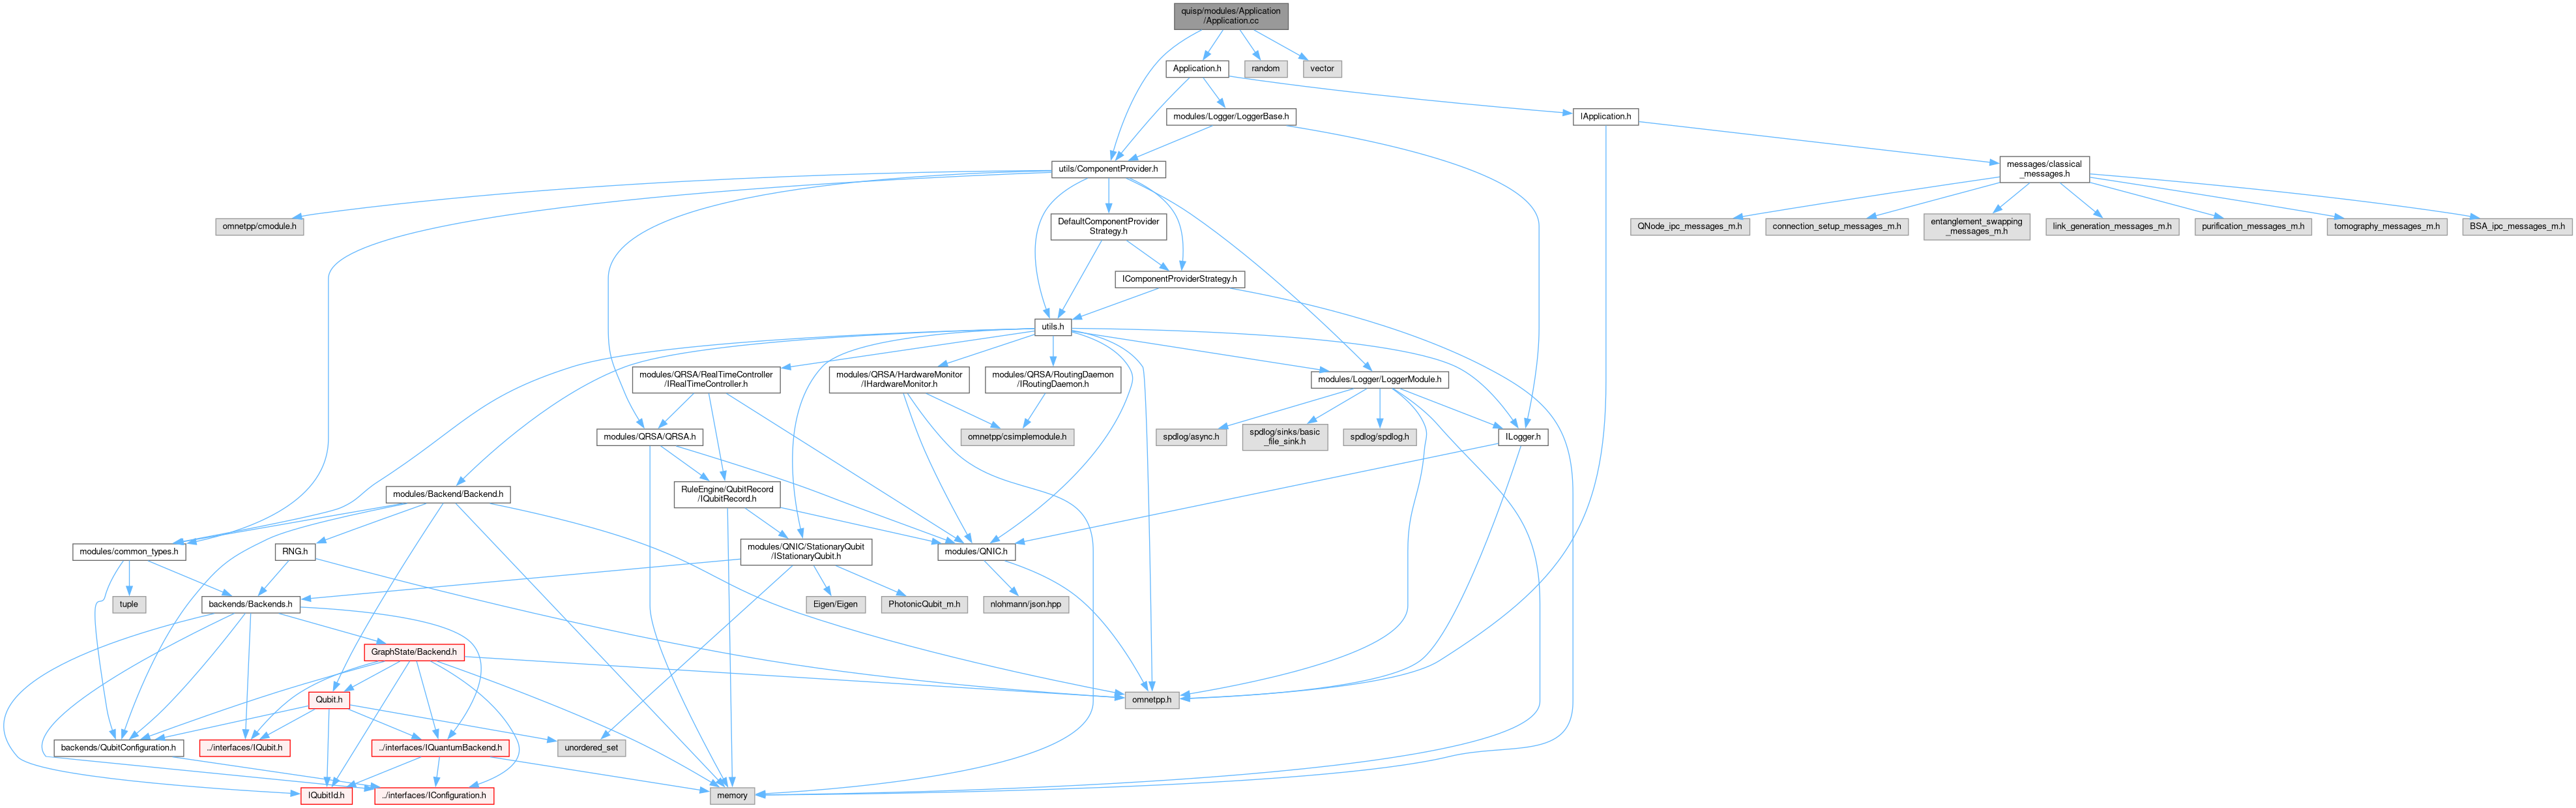 quisp/modules/Application
/Application.cc
Application.h
random
vector
modules/Logger/LoggerBase.h
IApplication.h
utils/ComponentProvider.h
messages/classical
_messages.h
omnetpp/cmodule.h
DefaultComponentProvider
Strategy.h
QNode_ipc_messages_m.h
connection_setup_messages_m.h
entanglement_swapping
_messages_m.h
link_generation_messages_m.h
purification_messages_m.h
tomography_messages_m.h
BSA_ipc_messages_m.h
IComponentProviderStrategy.h
utils.h
modules/QRSA/RealTimeController
/IRealTimeController.h
modules/QRSA/HardwareMonitor
/IHardwareMonitor.h
modules/QRSA/RoutingDaemon
/IRoutingDaemon.h
modules/Logger/LoggerModule.h
modules/QRSA/QRSA.h
omnetpp/csimplemodule.h
spdlog/async.h
spdlog/sinks/basic
_file_sink.h
spdlog/spdlog.h
ILogger.h
modules/Backend/Backend.h
RuleEngine/QubitRecord
/IQubitRecord.h
modules/common_types.h
RNG.h
modules/QNIC/StationaryQubit
/IStationaryQubit.h
modules/QNIC.h
tuple
backends/Backends.h
Eigen/Eigen
PhotonicQubit_m.h
nlohmann/json.hpp
GraphState/Backend.h
Qubit.h
omnetpp.h
backends/QubitConfiguration.h
../interfaces/IQubit.h
../interfaces/IQuantumBackend.h
unordered_set
IQubitId.h
../interfaces/IConfiguration.h
memory